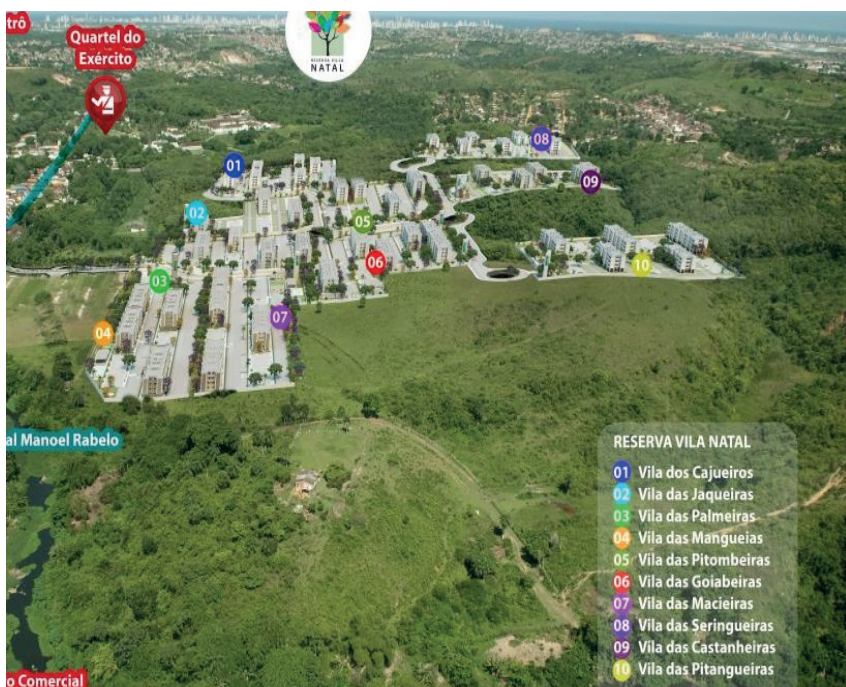 trô
Quartel do
Exército
RESERVA VILLA
NATAL
01
02
03
04
05
06
07
08
09
10
al Manoel Rabelo
o Comercial
RESERVA VILA NATAL
01 Vila dos Cajueiros
02 Vila das Jaqueiras
03 Vila das Palmeiras
04 Vila das Mangueias
05 Vila das Pitombeiras
06 Vila das Goiabeiras
07 Vila das Macieiras
08 Vila das Seringueiras
09 Vila das Castanheiras
10 Vila das Pitangueiras